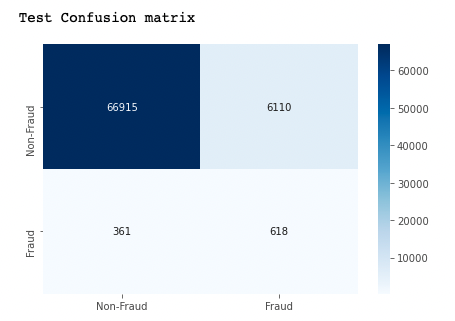 Test Confusion matrix
Non-Fraud
66915
6110
Fraud
361
618
Non-Fraud
Fraud
60000
50000
40000
30000
20000
10000